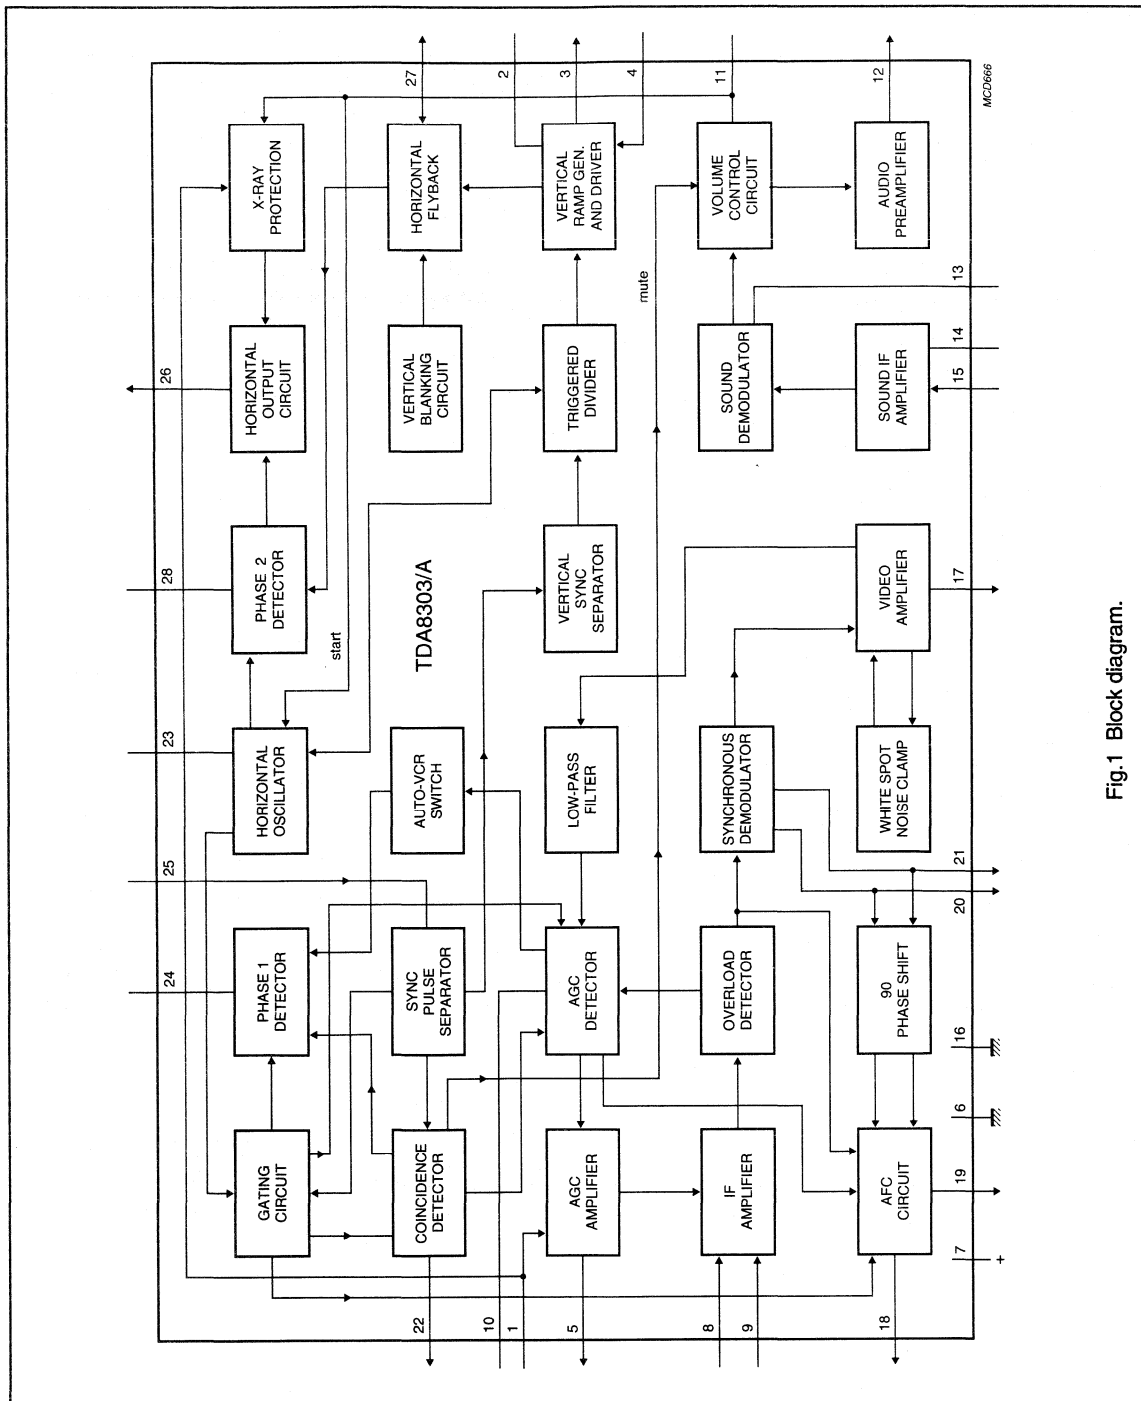 24
25
23
28
26
GATING
CIRCUIT
PHASE 1
DETECTOR
HORIZONTAL
OSCILLATOR
PHASE 2
DETECTOR
HORIZONTAL
OUTPUT
CIRCUIT
X-RAY
PROTECTION
start
22
COINCIDENCE
DETECTOR
SYNC
PULSE
SEPARATOR
AUTO-VCR
SWITCH
TDA8303/A
VERTICAL
BLANKING
CIRCUIT
HORIZONTAL
FLYBACK
27
10
1
5
AGC
AMPLIFIER
AGC
DETECTOR
LOW-PASS
FILTER
VERTICAL
SYNC
SEPARATOR
TRIGGERED
DIVIDER
VERTICAL
RAMP GEN.
AND DRIVER
2
3
4
mute
8
9
IF
AMPLIFIER
OVERLOAD
DETECTOR
SYNCHRONOUS
DEMODULATOR
SOUND
DEMODULATOR
VOLUME
CONTROL
CIRCUIT
11
18
AFC
CIRCUIT
90
PHASE SHIFT
WHITE SPOT
NOISE CLAMP
VIDEO
AMPLIFIER
SOUND IF
AMPLIFIER
AUDIO
PREAMPLIFIER
12
7
+
19
6
16
20
21
17
15
14
13
MCD666
Fig.1 Block diagram.